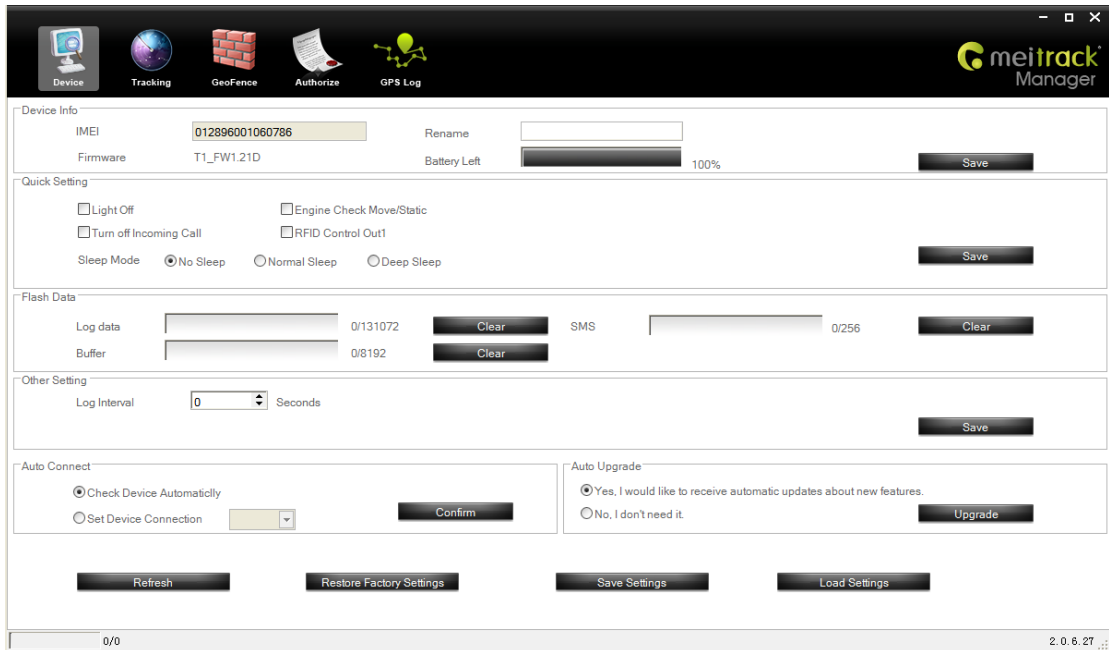 meitrack
Manager
Device Tracking GeoFence Authorize GPS Log
Device Info
IMEI 012896001060786 Rename
Firmware T1_FW1.21D Battery Left 100% Save
Quick Setting
Light Off Engine Check Move/Static
Turn off Incoming Call RFID Control Out1
Sleep Mode No Sleep Normal Sleep Deep Sleep Save
Flash Data
Log data 0/131072 Clear SMS 0/256 Clear
Buffer 0/8192 Clear
Other Setting
Log Interval 0 Seconds
Save
Auto Connect
Check Device Automaticlly
Set Device Connection Confirm
Auto Upgrade
Yes, I would like to receive automatic updates about new features.
No, I don't need it. Upgrade
Refresh Restore Factory Settings Save Settings Load Settings
0/0 2.0.6.27